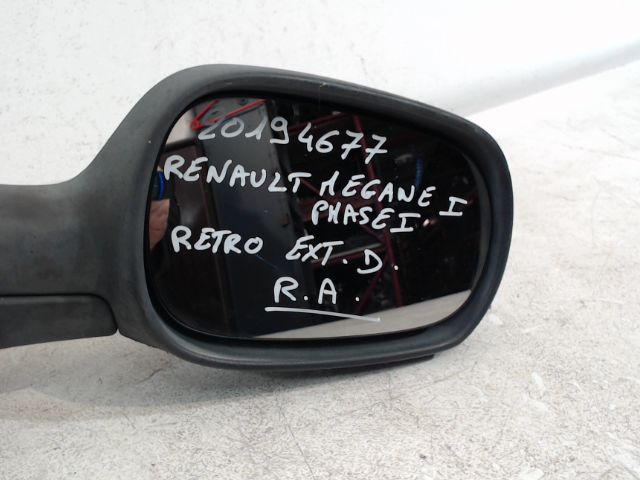 20194677
RENAULT MEGANE I
PHASE I
RETRO EXT. D.
R.A.